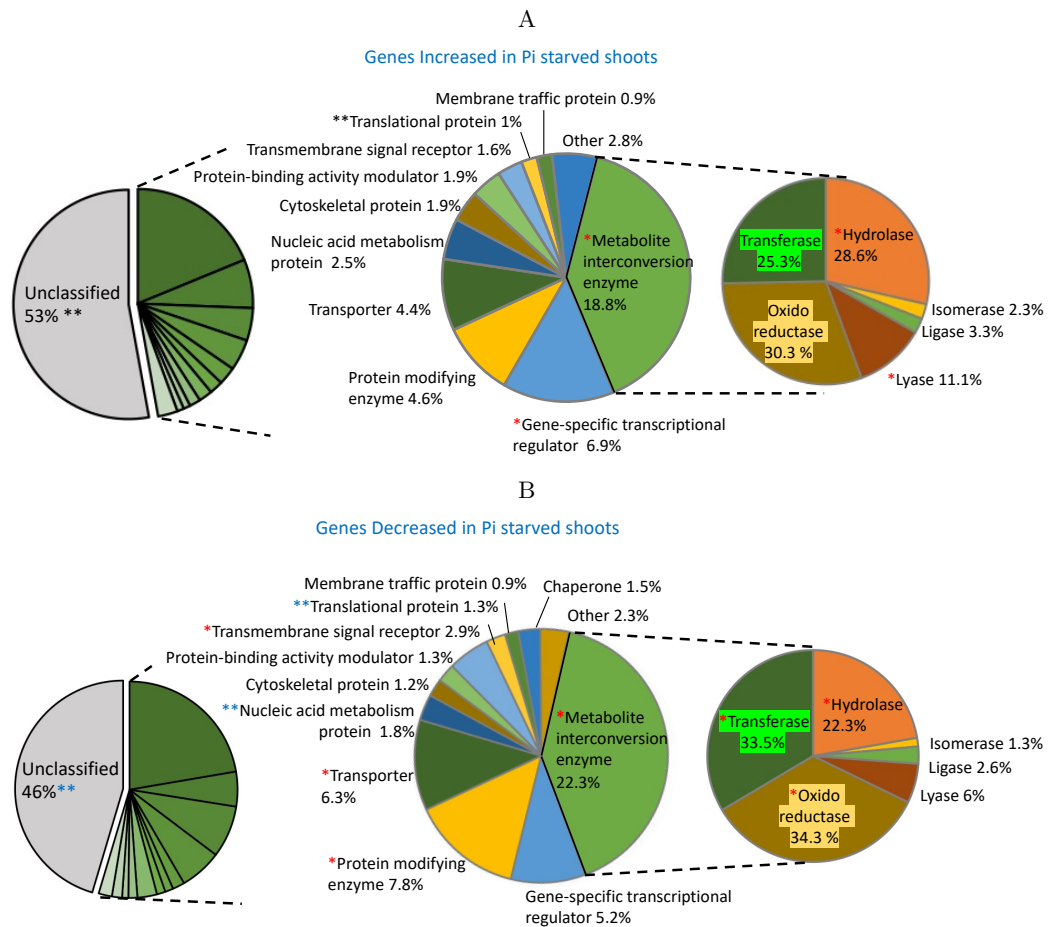 A
Genes Increased in Pi starved shoots
Membrane traffic protein 0.9%
**Translational protein 1%
Other 2.8%
Transmembrane signal receptor 1.6%
Protein-binding activity modulator 1.9%
Cytoskeletal protein 1.9%
Nucleic acid metabolism
protein 2.5%
Transporter 4.4%
Protein modifying
enzyme 4.6%
*Gene-specific transcriptional
regulator 6.9%
*Metabolite
interconversion
enzyme
18.8%
Unclassified
53% **
Transferase
25.3%
*Hydrolase
28.6%
Oxido
reductase
30.3 %
Isomerase 2.3%
Ligase 3.3%
*Lyase 11.1%
B
Genes Decreased in Pi starved shoots
Membrane traffic protein 0.9%
Chaperone 1.5%
**Translational protein 1.3%
Other 2.3%
*Transmembrane signal receptor 2.9%
Protein-binding activity modulator 1.3%
Cytoskeletal protein 1.2%
**Nucleic acid metabolism
protein 1.8%
*Transporter
6.3%
*Protein modifying
enzyme 7.8%
Gene-specific transcriptional
regulator 5.2%
*Metabolite
interconversion
enzyme
22.3%
Unclassified
46%**
*Transferase
33.5%
*Hydrolase
22.3%
*Oxido
reductase
34.3 %
Isomerase 1.3%
Ligase 2.6%
Lyase 6%